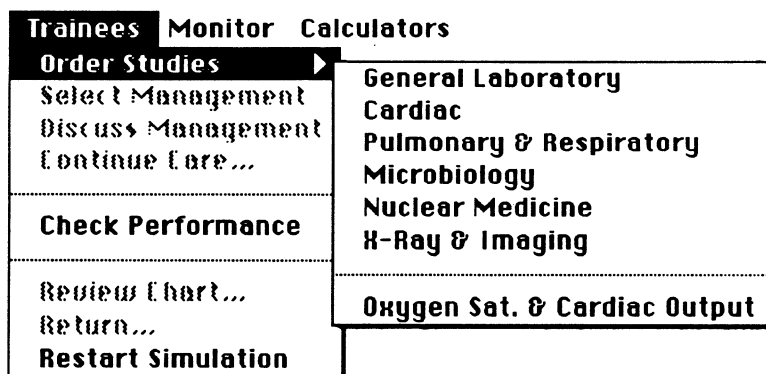 Trainees Monitor Calculators
Order Studies
Select Management
Discuss Management
Continue Care...
Check Performance
Review Chart...
Return...
Restart Simulation
General Laboratory
Cardiac
Pulmonary & Respiratory
Microbiology
Nuclear Medicine
X-Ray & Imaging
Oxygen Sat. & Cardiac Output